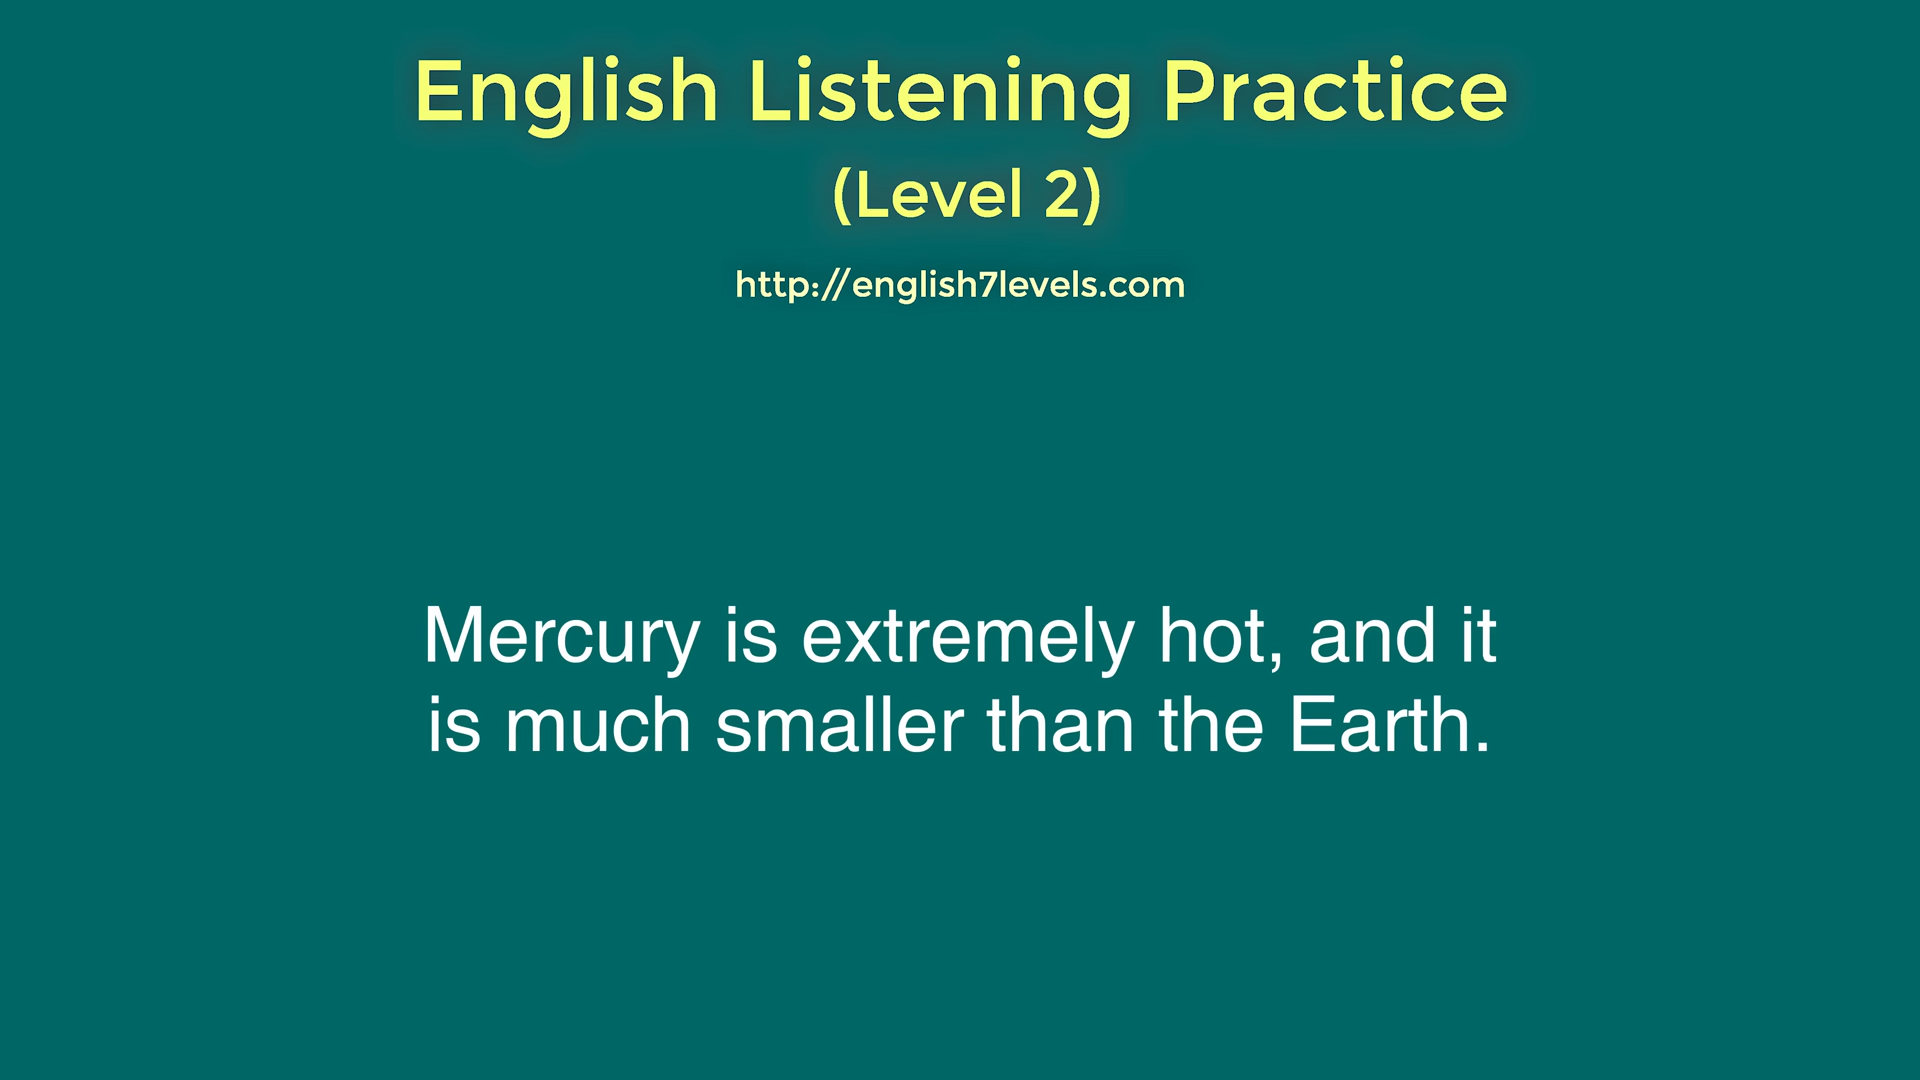 English Listening Practice
(Level 2)
http://english7levels.com
Mercury is extremely hot, and it
is much smaller than the Earth.